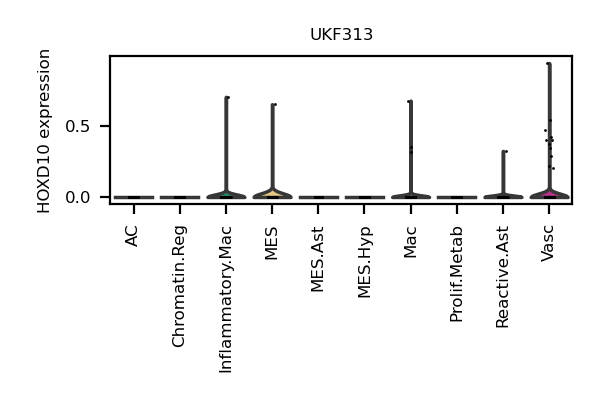 UKF313
HOXD10 expression
0.5
0.0
AC
Chromatin.Reg
Inflammatory.Mac
MES
MES.Ast
MES.Hyp
Mac
Prolif.Metab
Reactive.Ast
Vasc